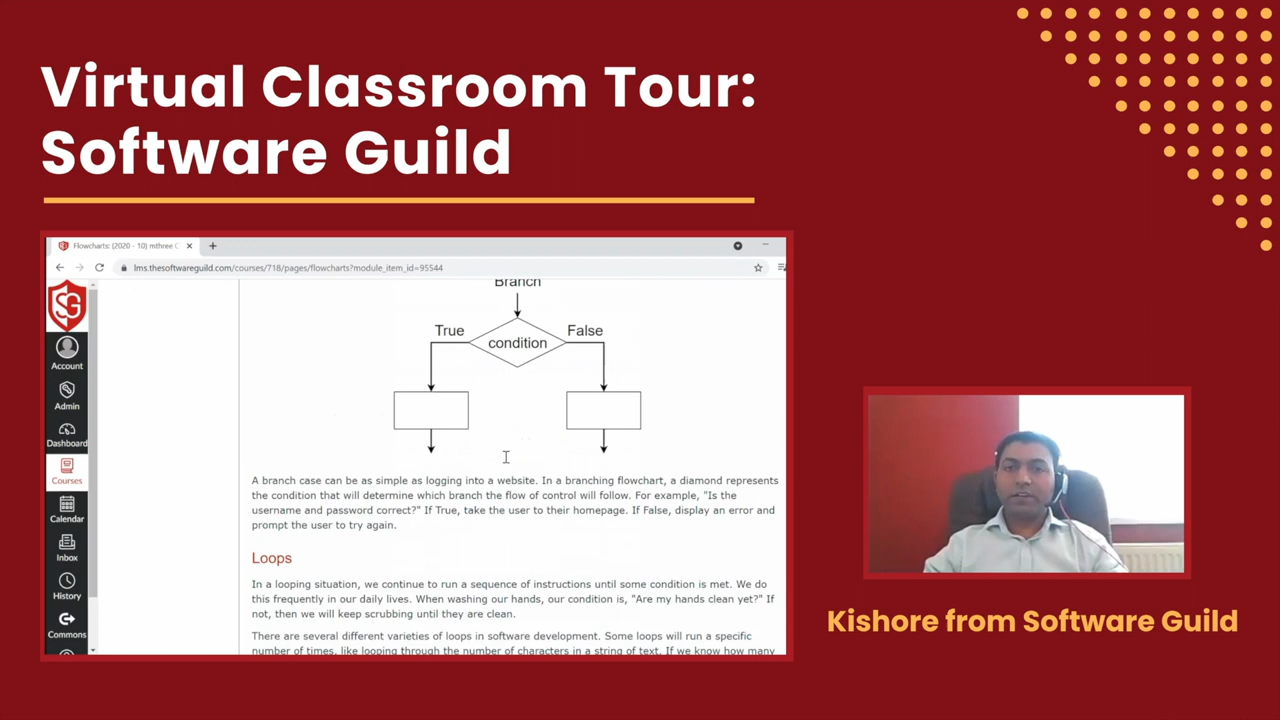 Virtual Classroom Tour:
Software Guild
Flowcharts: (2020 - 10) mthree C
lms.thesoftwareguild.com/courses/718/pages/flowcharts?module_item_id=95544
SG
Account
Admin
Dashboard
Courses
Calendar
Inbox
History
Commons
Branch
True
False
condition
A branch case can be as simple as logging into a website. In a branching flowchart, a diamond represents
the condition that will determine which branch the flow of control will follow. For example, "Is the
username and password correct?" If True, take the user to their homepage. If False, display an error and
prompt the user to try again.
Loops
In a looping situation, we continue to run a sequence of instructions until some condition is met. We do
this frequently in our daily lives. When washing our hands, our condition is, "Are my hands clean yet?" If
not, then we will keep scrubbing until they are clean.
There are several different varieties of loops in software development. Some loops will run a specific
number of times, like looping through the number of characters in a string of text. If we know how many
Kishore from Software Guild